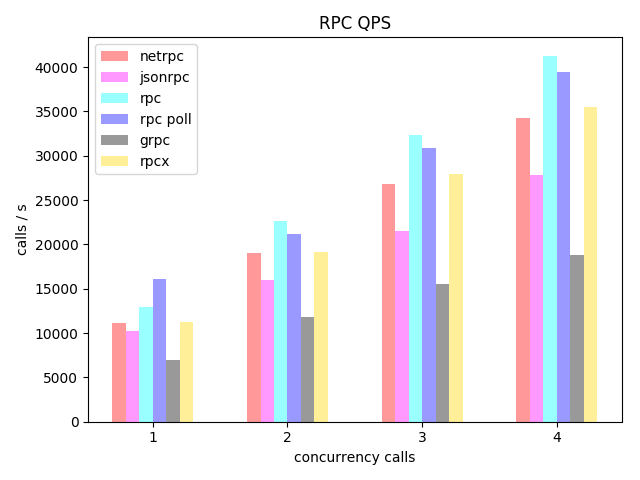 RPC QPS
netrpc
jsonrpc
rpc
rpc poll
grpc
rpcx
calls / s
40000
35000
30000
25000
20000
15000
10000
5000
0
1 2 3 4
concurrency calls